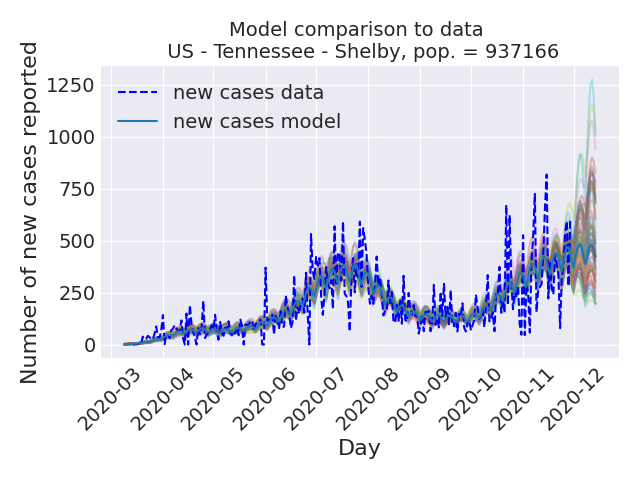 Model comparison to data
US - Tennessee - Shelby, pop. = 937166
Number of new cases reported
1250
1000
750
500
250
0
new cases data
new cases model
2020-03
2020-04
2020-05
2020-06
2020-07
2020-08
2020-09
2020-10
2020-11
2020-12
Day